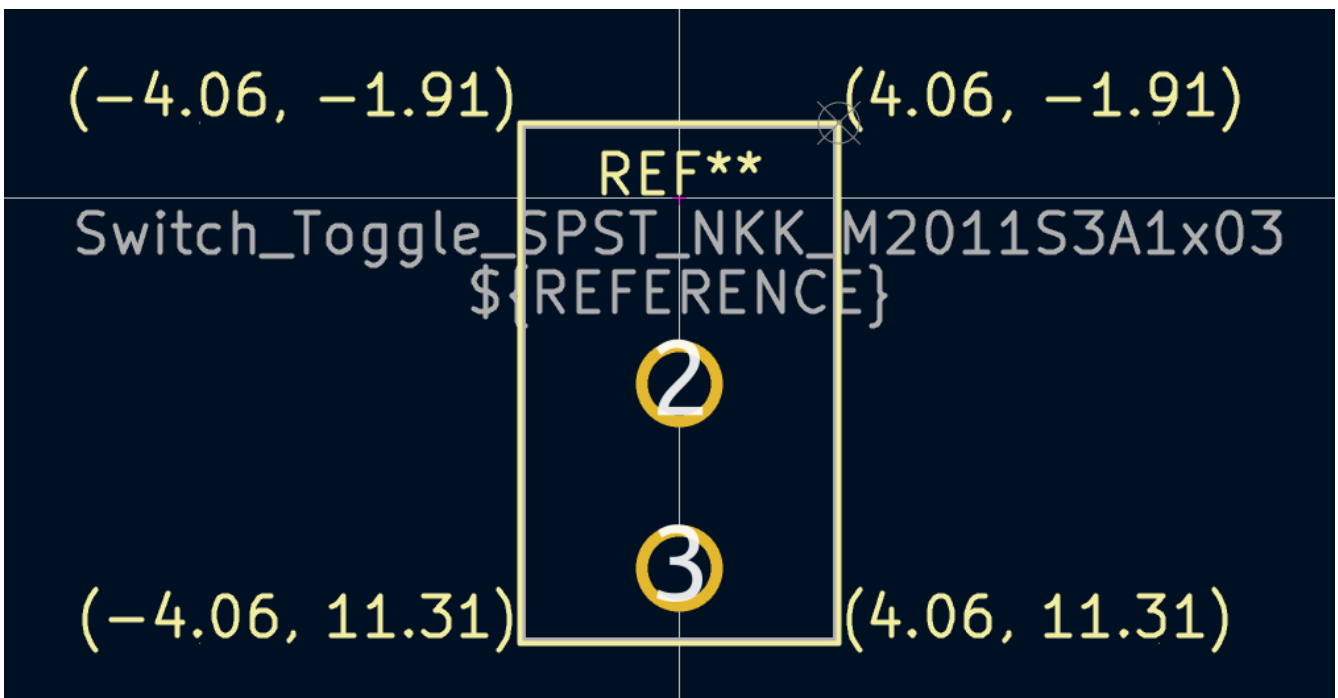 (−4.06, −1.91) (4.06, −1.91)
REF**
Switch_Toggle_SPST_NKK_M2011S3A1x03
${REFERENCE}
2
3
(−4.06, 11.31) (4.06, 11.31)